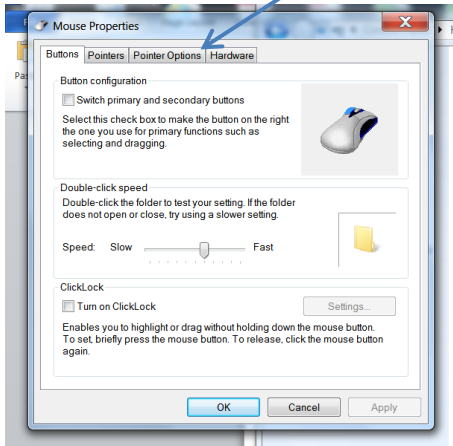 Mouse Properties
Buttons Pointers Pointer Options Hardware
Button configuration
Switch primary and secondary buttons
Select this check box to make the button on the right
the one you use for primary functions such as
selecting and dragging.
Double-click speed
Double-click the folder to test your setting. If the folder
does not open or close, try using a slower setting.
Speed: Slow Fast
ClickLock
Turn on ClickLock Settings...
Enables you to highlight or drag without holding down the mouse button.
To set, briefly press the mouse button. To release, click the mouse button
again.
OK Cancel Apply